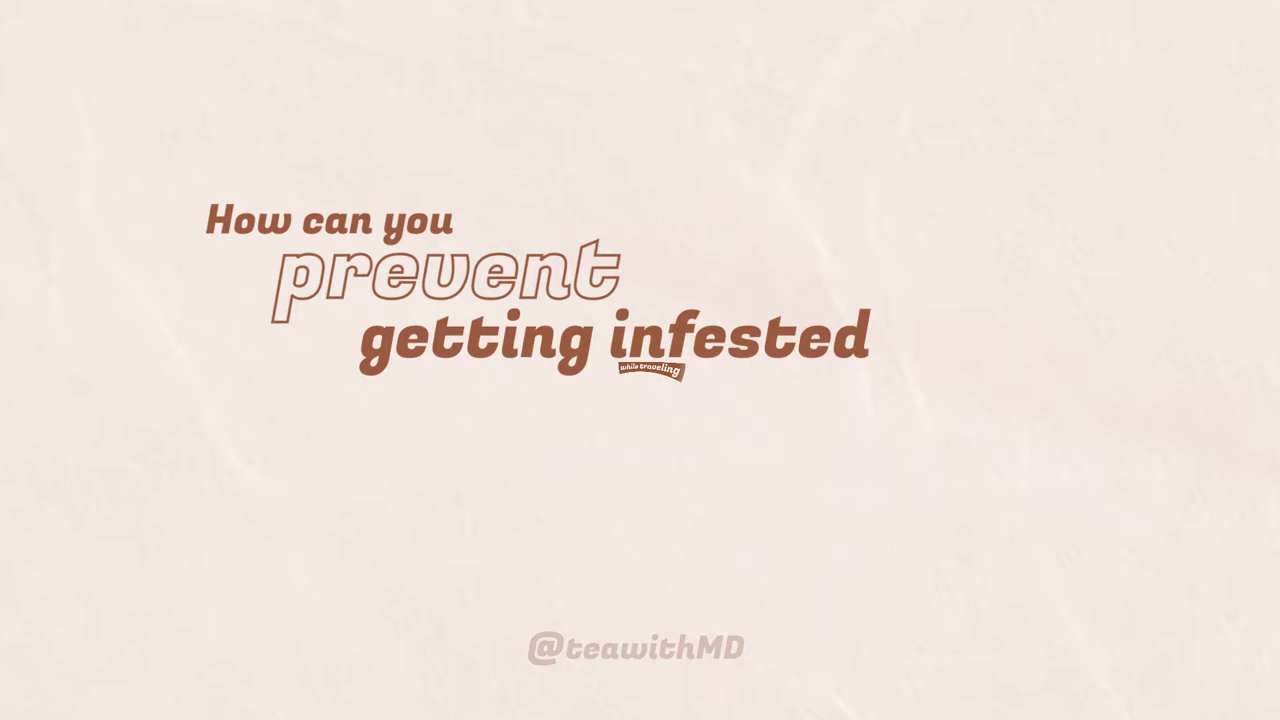 How can you
prevent
getting infested
while traveling
@teawithMD